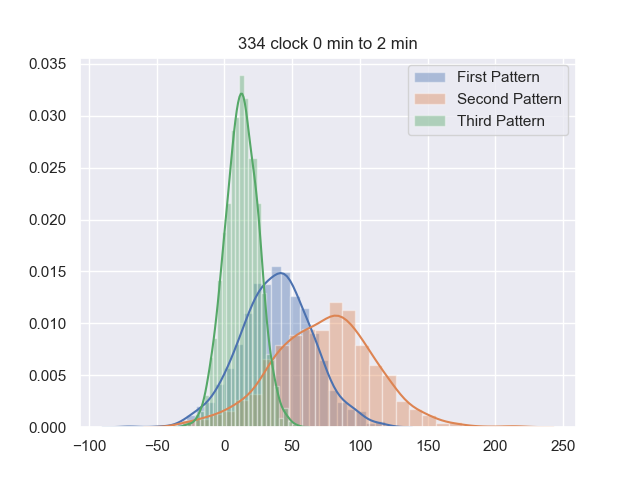 334 clock 0 min to 2 min
First Pattern
Second Pattern
Third Pattern
0.035
0.030
0.025
0.020
0.015
0.010
0.005
0.000
−100 −50 0 50 100 150 200 250